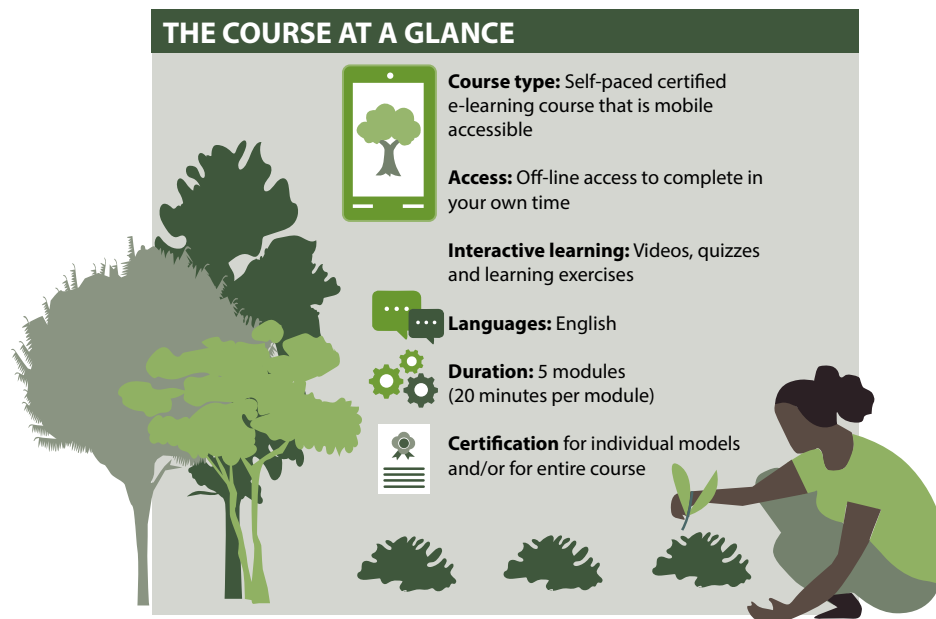 THE COURSE AT A GLANCE
Course type: Self-paced certified
e-learning course that is mobile
accessible
Access: Off-line access to complete in
your own time
Interactive learning: Videos, quizzes
and learning exercises
Languages: English
Duration: 5 modules
(20 minutes per module)
Certification for individual models
and/or for entire course